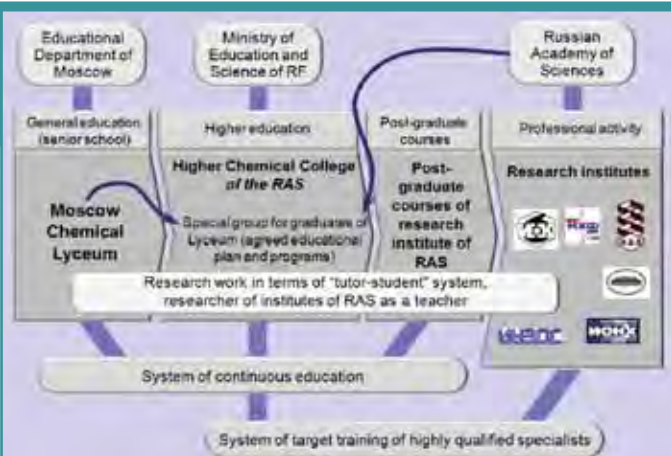 Educational
Department of
Moscow
Ministry of
Education and
Science of RF
Russian
Academy of
Sciences
General education
(senior school)
Higher education
Post-graduate
courses
Professional activity
Moscow
Chemical
Lyceum
Higher Chemical College
of the RAS
Special group for graduates of
Lyceum (agreed educational
plan and programs)
Post-
graduate
courses of
research
institute of
RAS
Research institutes
ИОХ
Research work in terms of "tutor-student" system,
researcher of institutes of RAS as a teacher
System of continuous education
System of target training of highly qualified specialists